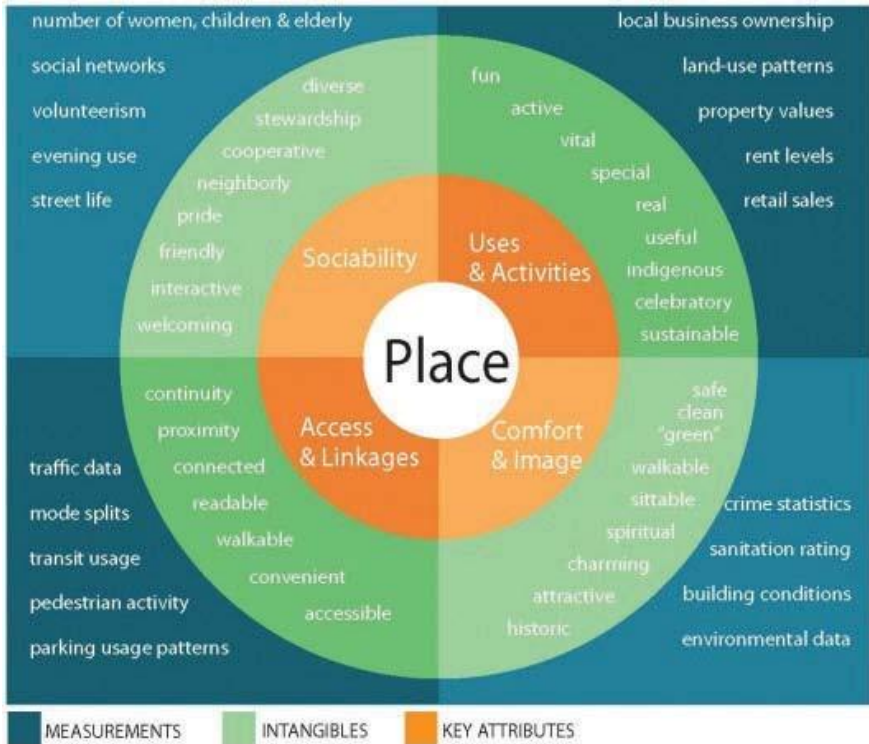 number of women, children & elderly
social networks
volunteerism
evening use
street life
diverse
stewardship
cooperative
neighborly
pride
friendly
interactive
welcoming
Sociability
local business ownership
land-use patterns
property values
rent levels
retail sales
fun
active
vital
special
real
useful
indigenous
celebratory
sustainable
Uses
& Activities
Place
continuity
proximity
connected
readable
walkable
convenient
accessible
Access
& Linkages
traffic data
mode splits
transit usage
pedestrian activity
parking usage patterns
Comfort
& Image
safe
clean
"green"
walkable
sittable
spiritual
charming
attractive
historic
crime statistics
sanitation rating
building conditions
environmental data
MEASUREMENTS
INTANGIBLES
KEY ATTRIBUTES